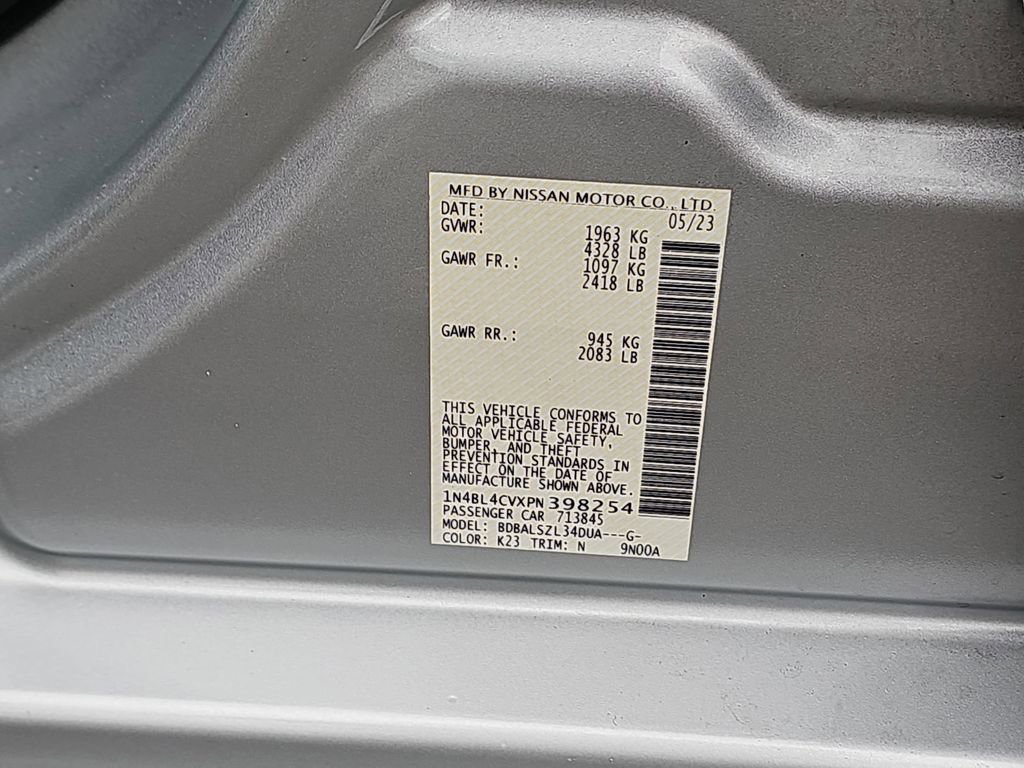 MFD BY NISSAN MOTOR CO., LTD.
DATE: 05/23
GVWR: 1963 KG
4328 LB
GAWR FR.: 1097 KG
2418 LB
GAWR RR.: 945 KG
2083 LB
THIS VEHICLE CONFORMS TO
ALL APPLICABLE FEDERAL
MOTOR VEHICLE SAFETY,
BUMPER, AND THEFT
PREVENTION STANDARDS IN
EFFECT ON THE DATE OF
MANUFACTURE SHOWN ABOVE.
1N4BL4CVXPN398254
PASSENGER CAR 713845
MODEL: BDBALSZL34DUA---G-
COLOR: K23 TRIM: N 9N00A